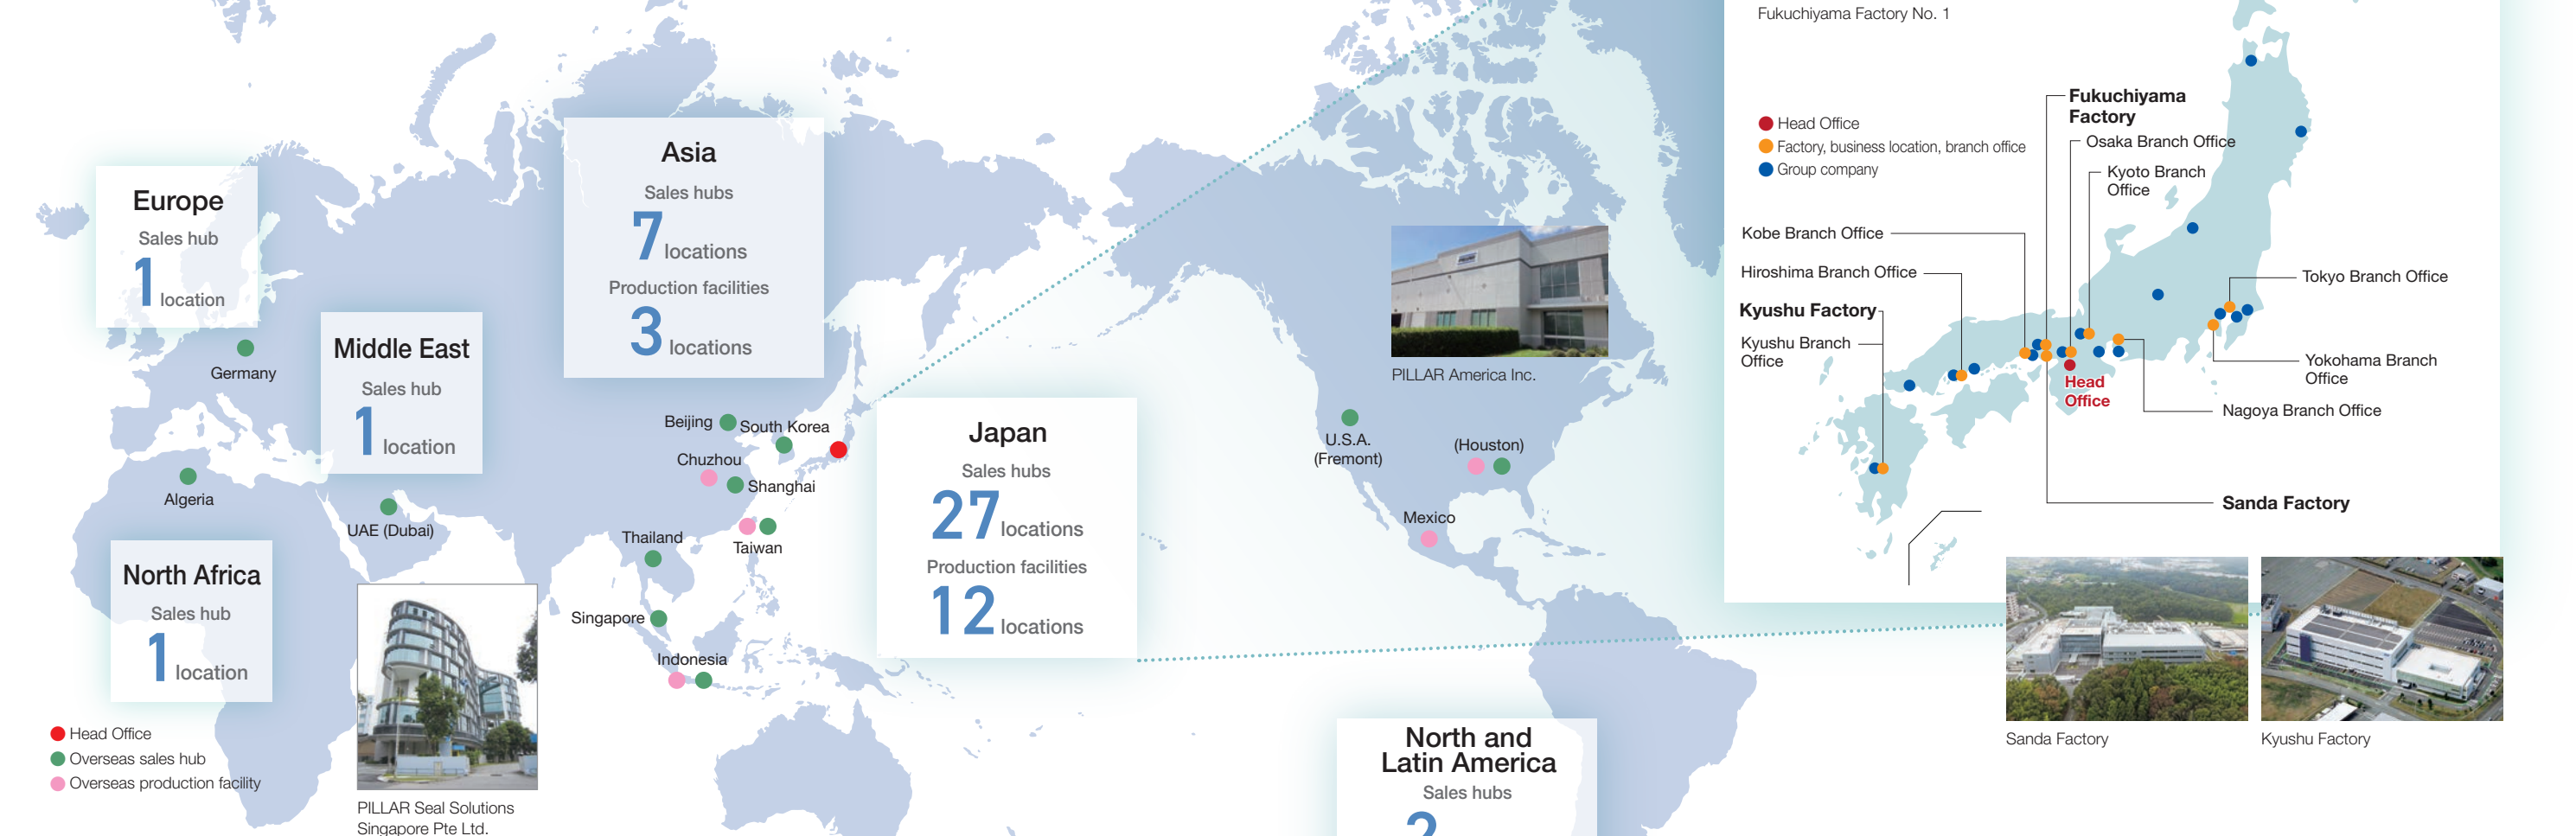 Fukuchiyama Factory No. 1
Europe
Sales hub
1 location
Germany
Middle East
Sales hub
1 location
UAE (Dubai)
Algeria
North Africa
Sales hub
1 location
Head Office
Overseas sales hub
Overseas production facility
PILLAR Seal Solutions
Singapore Pte Ltd.
Asia
Sales hubs
7 locations
Production facilities
3 locations
Beijing
South Korea
Chuzhou
Shanghai
Taiwan
Thailand
Singapore
Indonesia
Japan
Sales hubs
27 locations
Production facilities
12 locations
PILLAR America Inc.
U.S.A.
(Fremont)
(Houston)
Mexico
North and
Latin America
Sales hubs
2
Head Office
Factory, business location, branch office
Group company
Fukuchiyama
Factory
Osaka Branch Office
Kyoto Branch
Office
Kobe Branch Office
Hiroshima Branch Office
Kyushu Factory
Kyushu Branch
Office
Head
Office
Tokyo Branch Office
Yokohama Branch
Office
Nagoya Branch Office
Sanda Factory
Sanda Factory
Kyushu Factory